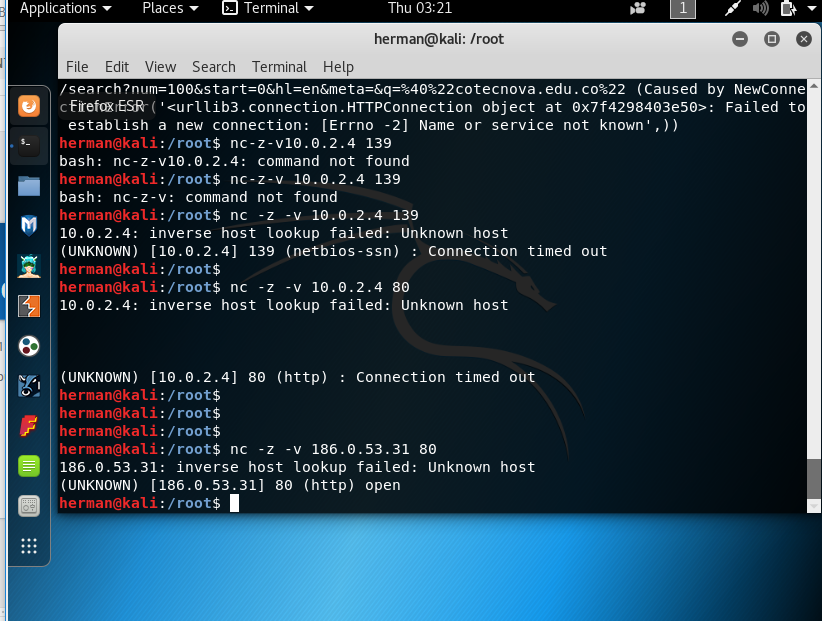 Applications Places Terminal Thu 03:21 1
herman@kali: /root
File Edit View Search Terminal Help
/search?num=100&start=0&hl=en&meta=&q=%40%22cotecnova.edu.co%22 (Caused by NewConne
Firefox ESR ('<urllib3.connection.HTTPConnection object at 0x7f4298403e50>: Failed to
establish a new connection: [Errno -2] Name or service not known',))
herman@kali:/root$ nc-z-v10.0.2.4 139
bash: nc-z-v10.0.2.4: command not found
herman@kali:/root$ nc-z-v 10.0.2.4 139
bash: nc-z-v: command not found
herman@kali:/root$ nc -z -v 10.0.2.4 139
10.0.2.4: inverse host lookup failed: Unknown host
(UNKNOWN) [10.0.2.4] 139 (netbios-ssn) : Connection timed out
herman@kali:/root$
herman@kali:/root$ nc -z -v 10.0.2.4 80
10.0.2.4: inverse host lookup failed: Unknown host
(UNKNOWN) [10.0.2.4] 80 (http) : Connection timed out
herman@kali:/root$
herman@kali:/root$
herman@kali:/root$
herman@kali:/root$ nc -z -v 186.0.53.31 80
186.0.53.31: inverse host lookup failed: Unknown host
(UNKNOWN) [186.0.53.31] 80 (http) open
herman@kali:/root$